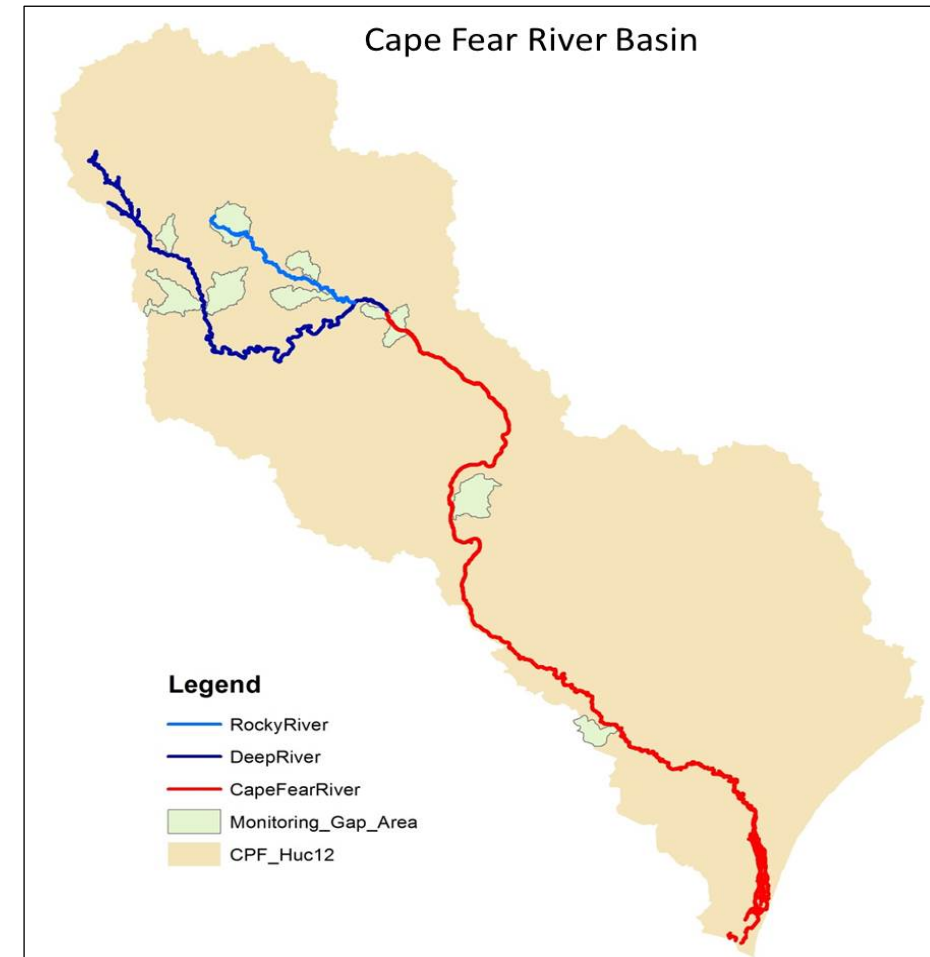 Cape Fear River Basin
Legend
RockyRiver
DeepRiver
CapeFearRiver
Monitoring_Gap_Area
CPF_Huc12